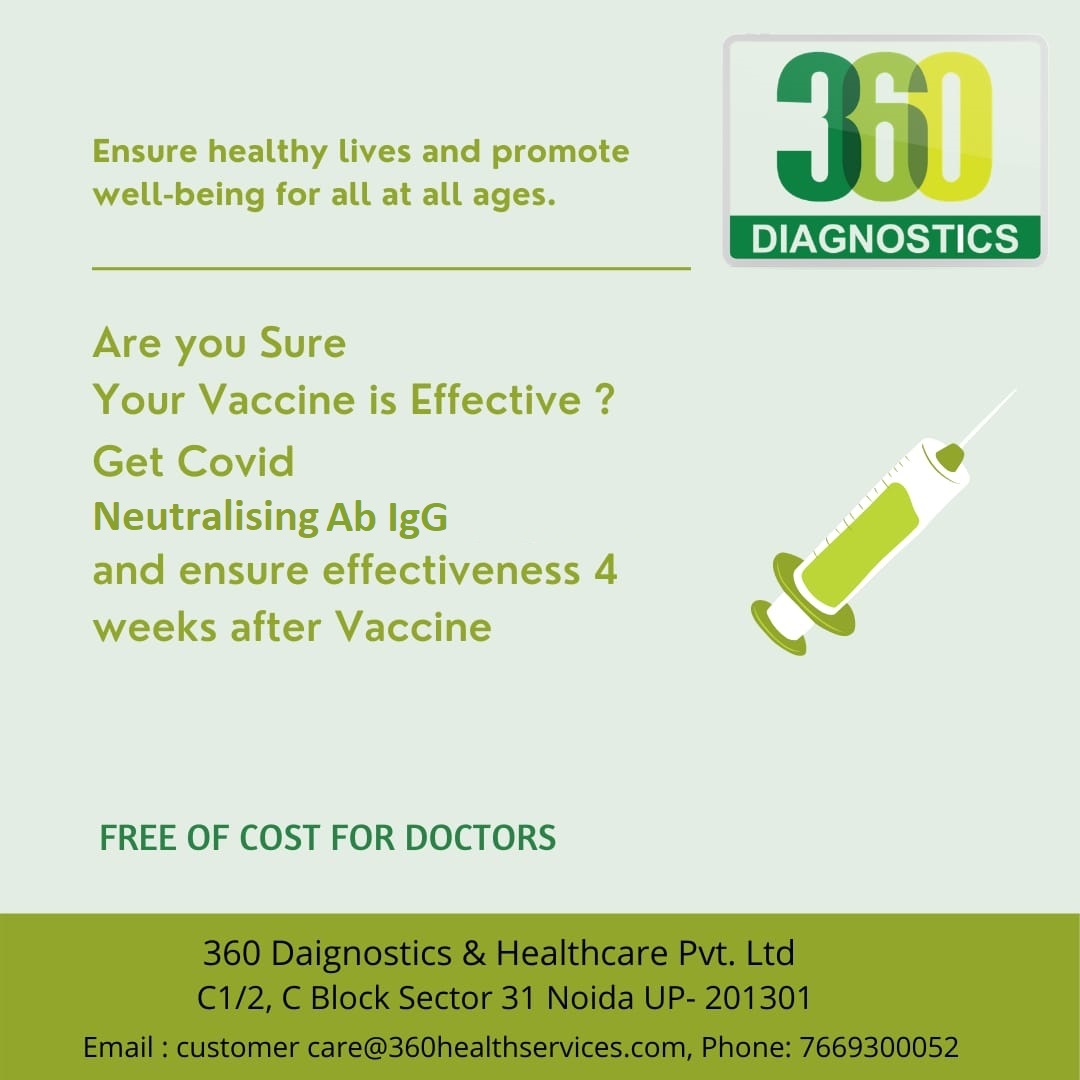 360
DIAGNOSTICS
Ensure healthy lives and promote
well-being for all at all ages.
Are you Sure
Your Vaccine is Effective ?
Get Covid
Neutralising Ab IgG
and ensure effectiveness 4
weeks after Vaccine
FREE OF COST FOR DOCTORS
360 Daignostics & Healthcare Pvt. Ltd
C1/2, C Block Sector 31 Noida UP- 201301
Email : customer care@360healthservices.com, Phone: 7669300052